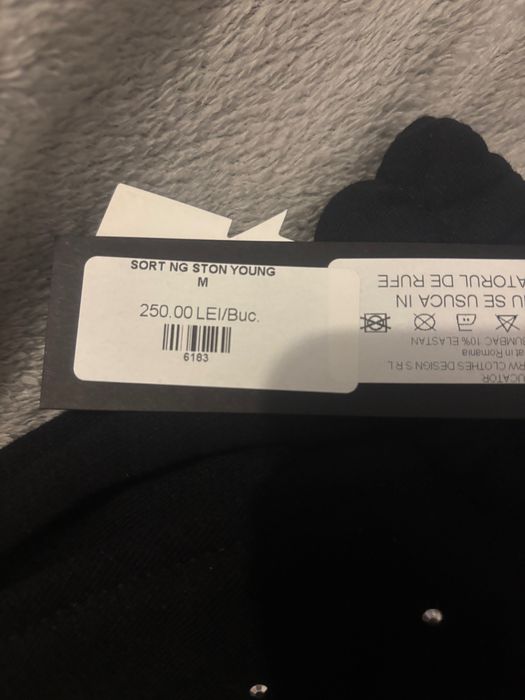 SORT NG STON YOUNG
M
250.00 LEI/Buc.
6183
RW CLOTHES DESIGN S R L
at in Romania
UMBAC 10% ELASTAN
U SE USUCA IN
ATORUL DE RUFE